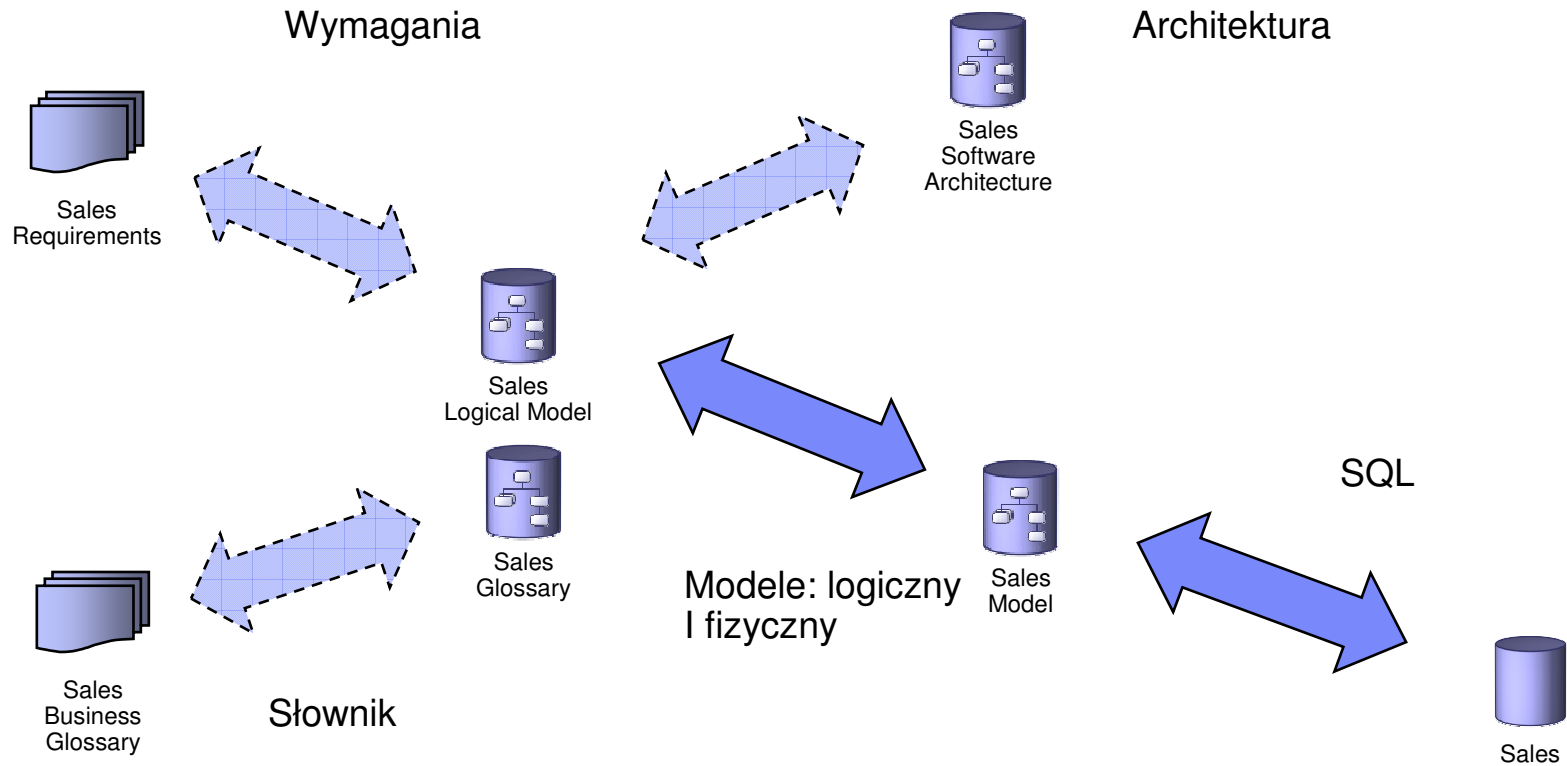 Wymagania
Architektura
Sales
Requirements
Sales
Software
Architecture
Sales
Logical Model
Sales
Glossary
Modele: logiczny
I fizyczny
Sales
Model
SQL
Sales
Business
Glossary
Słownik
Sales